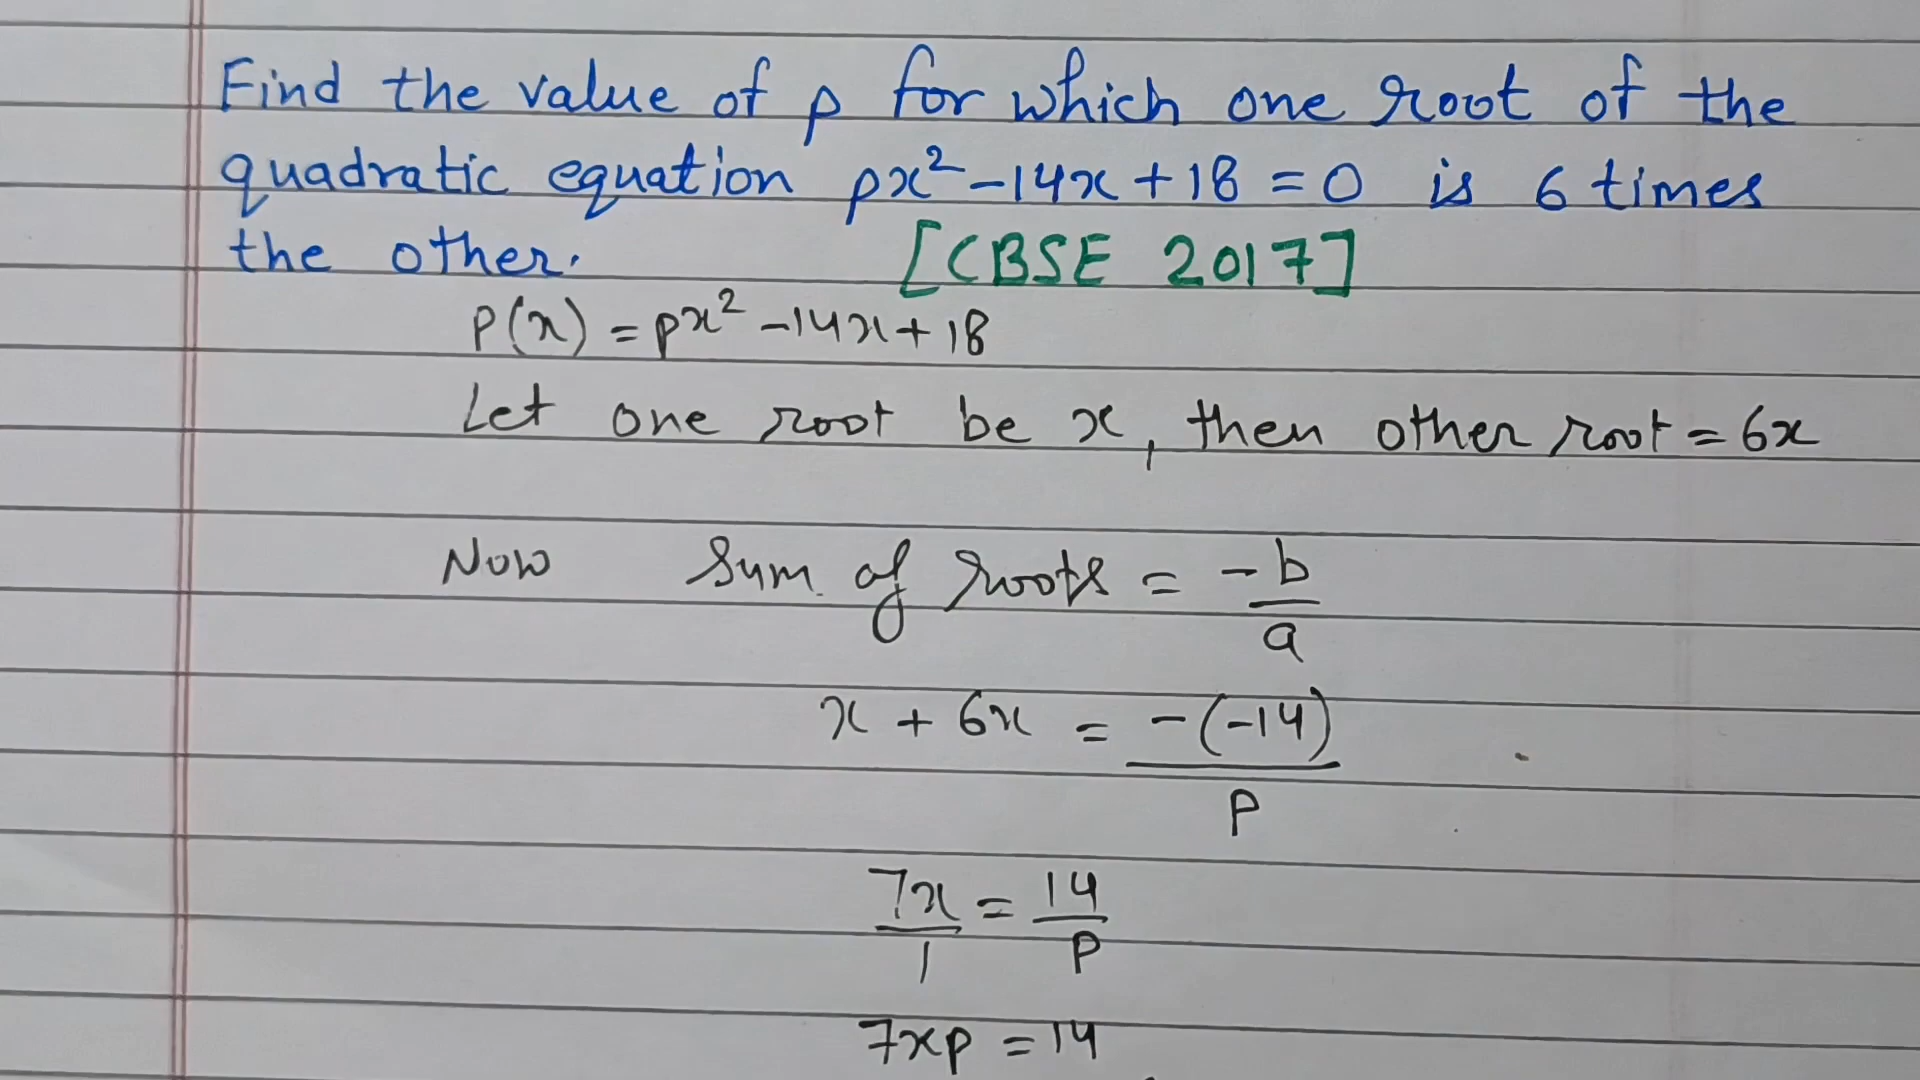 Find the value of p for which one root of the
quadratic equation px² -14x + 18 = 0 is 6 times
the other.
[CBSE 2017]
P(x) = px² -14x + 18
Let one root be x, then other root = 6x
Now Sum of roots = -b/a
x + 6x = -(-14)/P
7x/1 = 14/P
7xp = 14